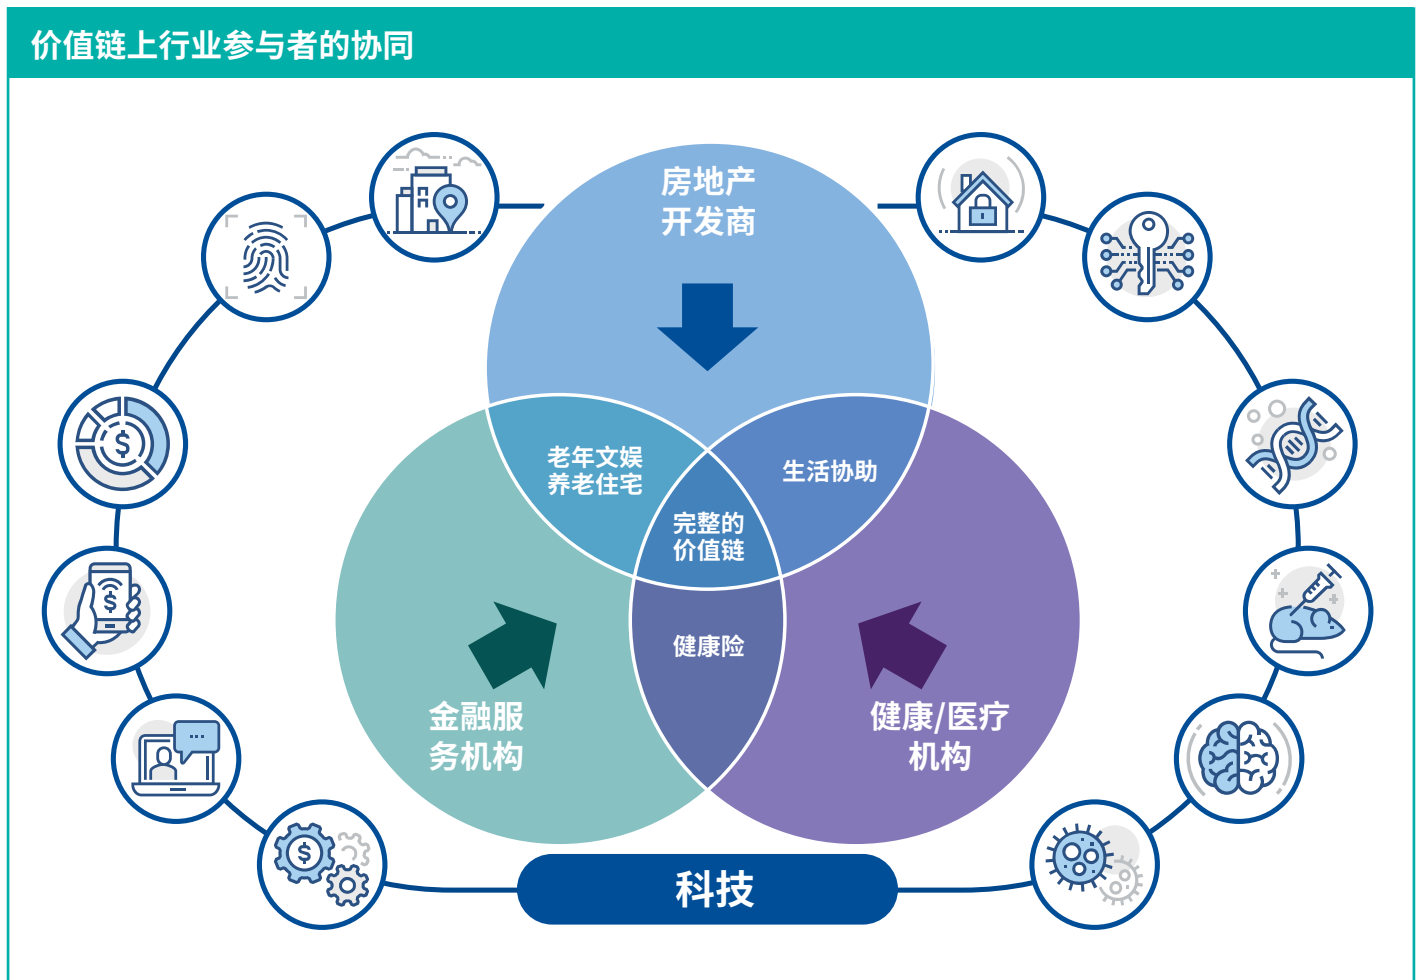 价值链上行业参与者的协同
房地产
开发商
老年文娱
养老住宅
生活协助
完整的
价值链
健康险
金融服
务机构
健康/医疗
机构
科技
$
$
$